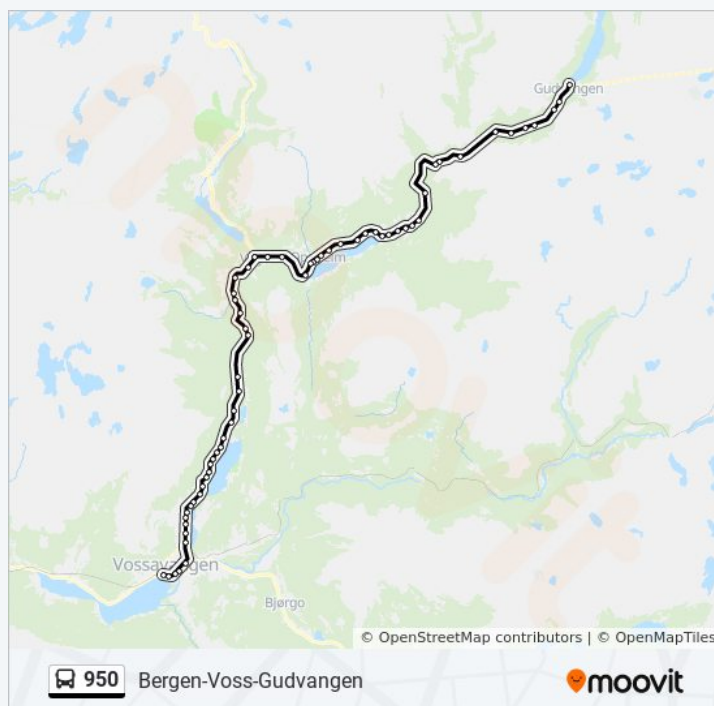 Gudvangen
Vossavangen
Bjørgo
© OpenStreetMap contributors | © OpenMapTiles
950 Bergen-Voss-Gudvangen
moovit